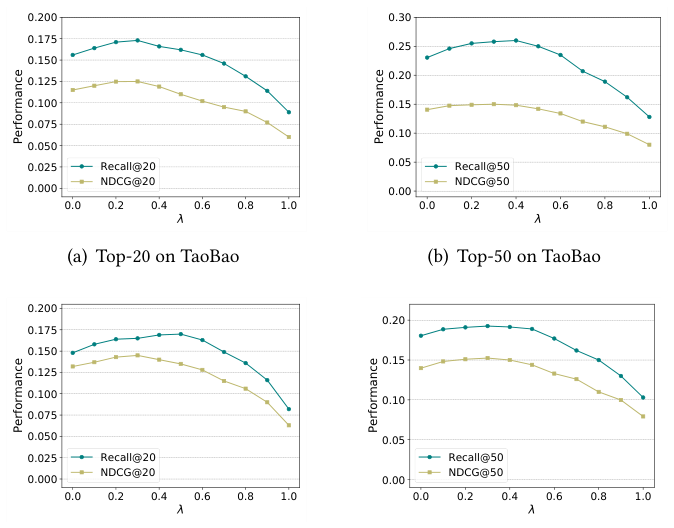 0.200
0.175
0.150
0.125
0.100
0.075
0.050
0.025
0.000
Performance
Recall@20
NDCG@20
0.0 0.2 0.4 0.6 0.8 1.0
λ
(a) Top-20 on TaoBao
0.30
0.25
0.20
0.15
0.10
0.05
0.00
Performance
Recall@50
NDCG@50
0.0 0.2 0.4 0.6 0.8 1.0
λ
(b) Top-50 on TaoBao
0.200
0.175
0.150
0.125
0.100
0.075
0.050
0.025
0.000
Performance
Recall@20
NDCG@20
0.0 0.2 0.4 0.6 0.8 1.0
λ
0.20
0.15
0.10
0.05
0.00
Performance
Recall@50
NDCG@50
0.0 0.2 0.4 0.6 0.8 1.0
λ